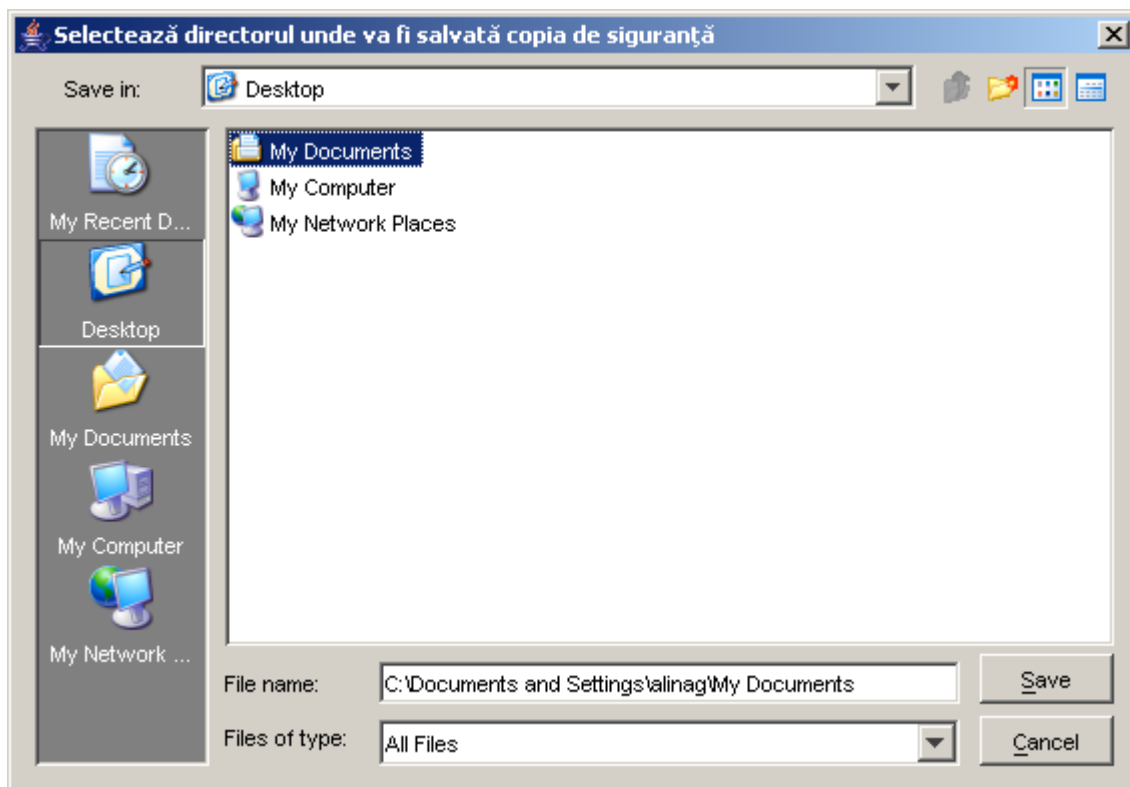 Selectează directorul unde va fi salvată copia de siguranţă
Save in:
Desktop
My Recent D...
Desktop
My Documents
My Computer
My Network ...
My Documents
My Computer
My Network Places
File name:
C:\Documents and Settings\alinag\My Documents
Save
Files of type:
All Files
Cancel